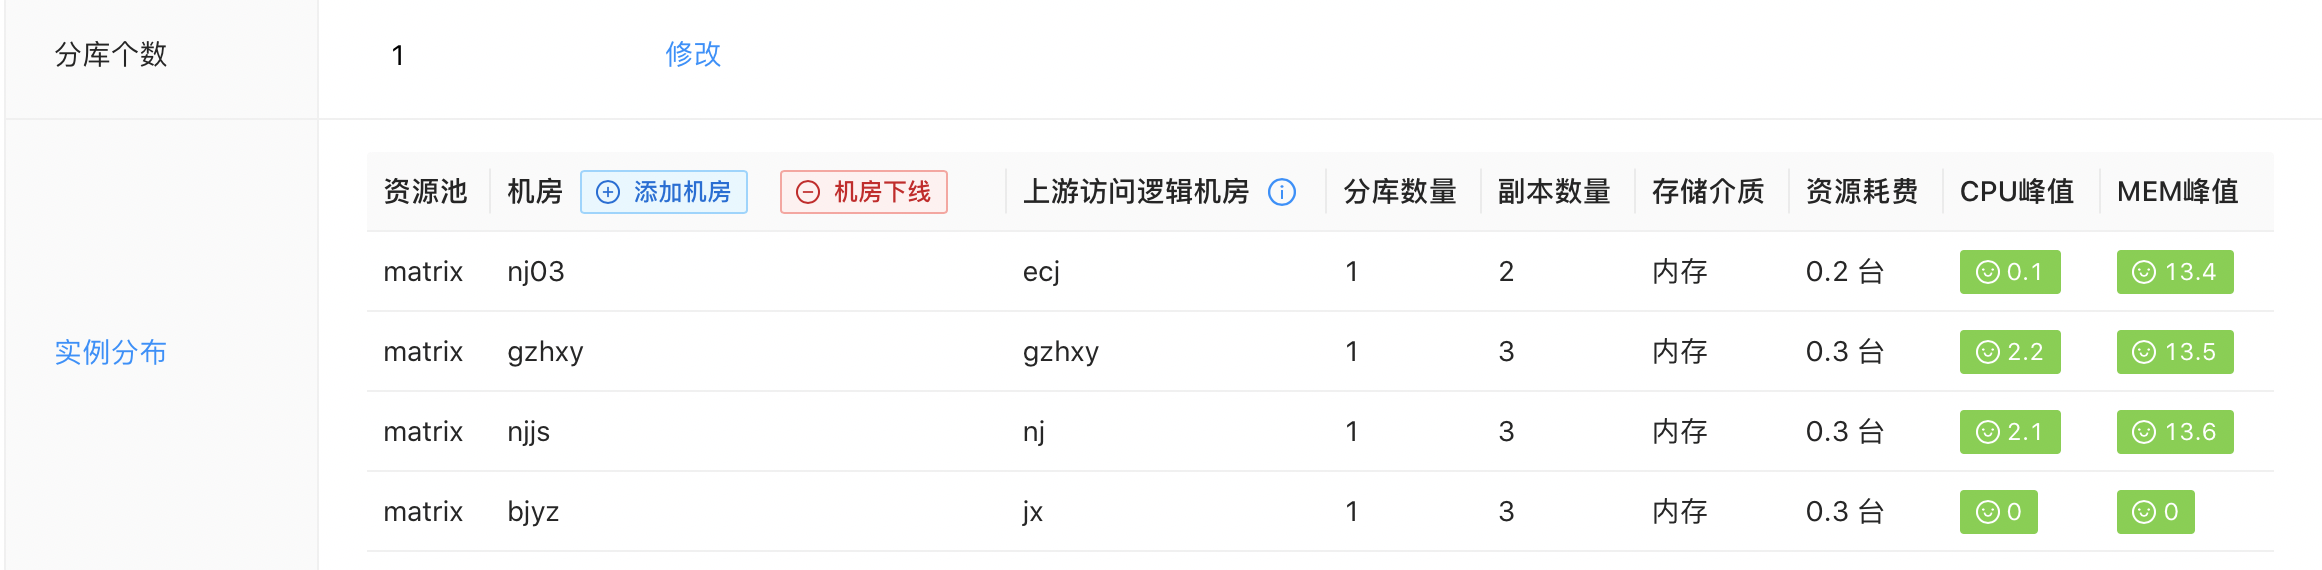 分库个数 1 修改
资源池 机房 添加机房 机房下线 上游访问逻辑机房 分库数量 副本数量 存储介质 资源耗费 CPU峰值 MEM峰值
matrix nj03 ecj 1 2 内存 0.2 台 0.1 13.4
实例分布
matrix gzhxy gzhxy 1 3 内存 0.3 台 2.2 13.5
matrix njjs nj 1 3 内存 0.3 台 2.1 13.6
matrix bjyz jx 1 3 内存 0.3 台 0 0